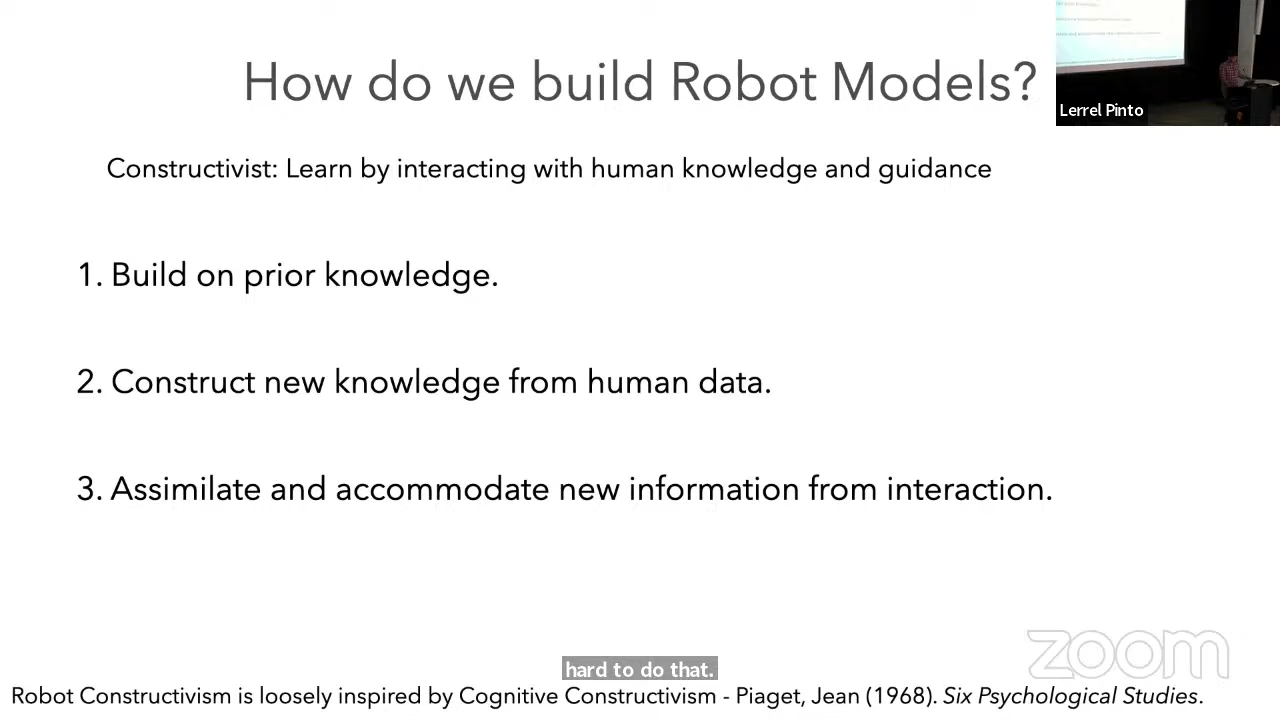 How do we build Robot Models?
Lerrel Pinto
Constructivist: Learn by interacting with human knowledge and guidance
1. Build on prior knowledge.
2. Construct new knowledge from human data.
3. Assimilate and accommodate new information from interaction.
zoom
hard to do that.
Robot Constructivism is loosely inspired by Cognitive Constructivism - Piaget, Jean (1968). Six Psychological Studies.